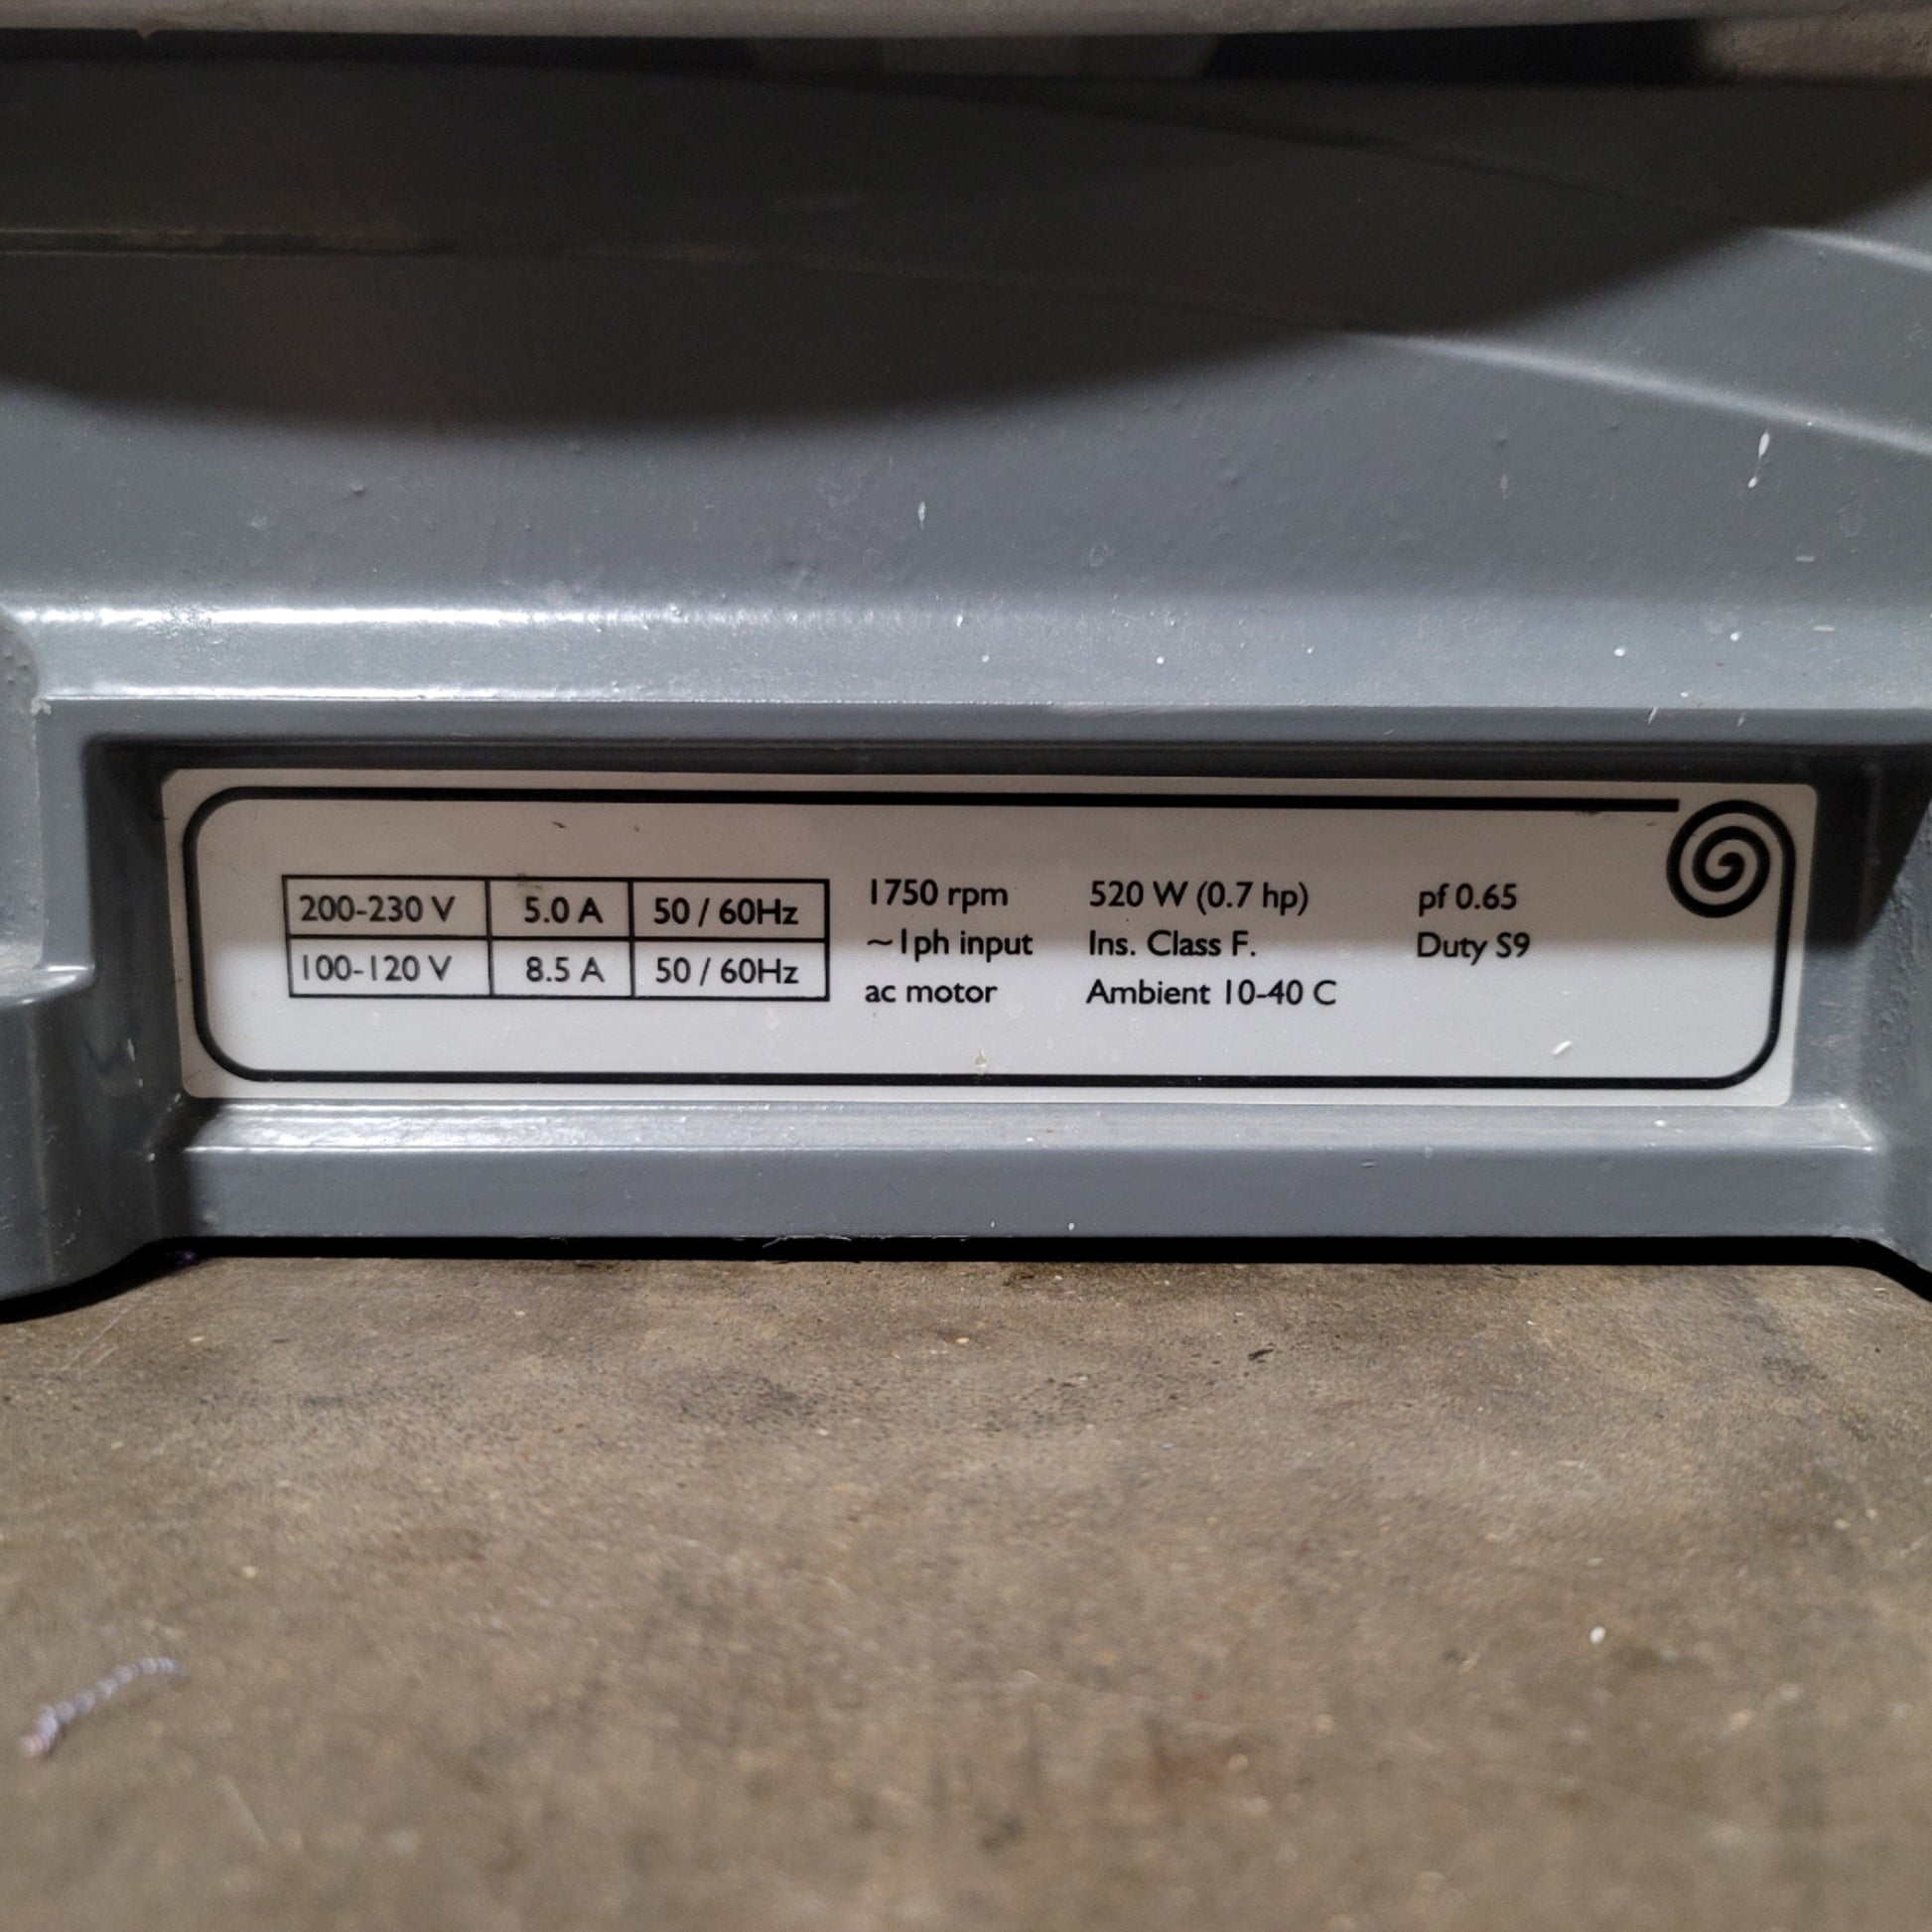 200-230 V 5.0 A 50 / 60Hz
100-120 V 8.5 A 50 / 60Hz
1750 rpm
~1ph input
ac motor
520 W (0.7 hp)
Ins. Class F.
Ambient 10-40 C
pf 0.65
Duty S9